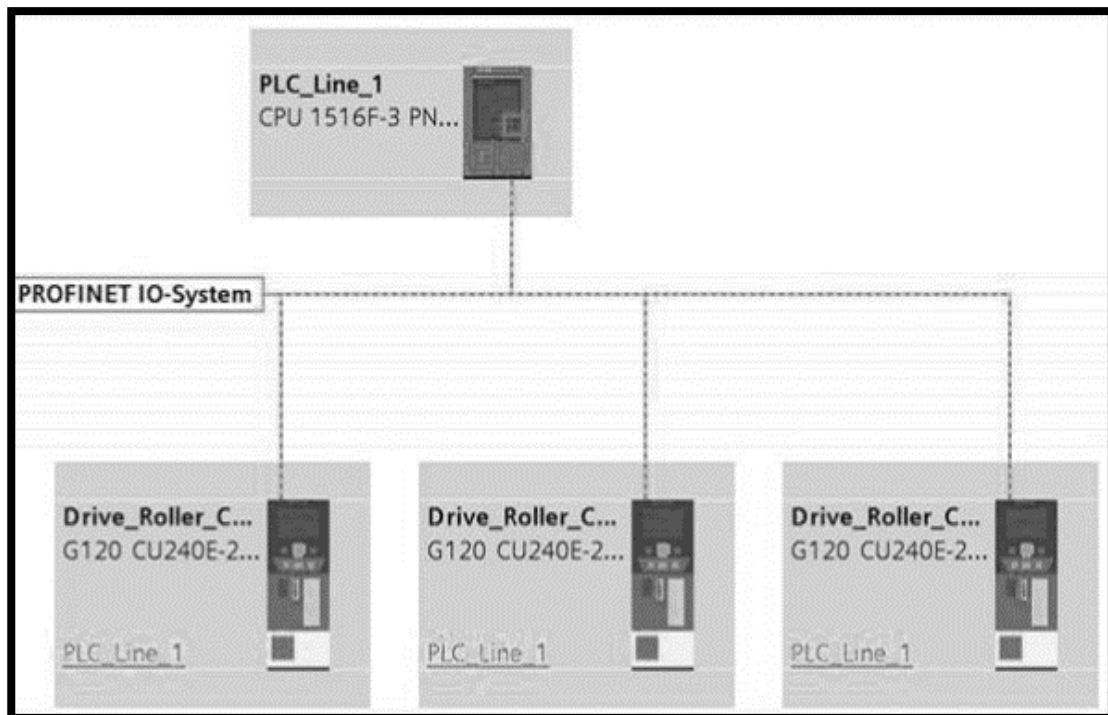 PLC_Line_1
CPU 1516F-3 PN...
PROFINET IO-System
Drive_Roller_C...
G120 CU240E-2...
PLC_Line_1
Drive_Roller_C...
G120 CU240E-2...
PLC_Line_1
Drive_Roller_C...
G120 CU240E-2...
PLC_Line_1